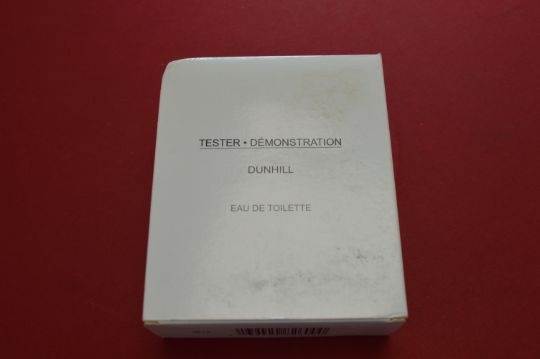 TESTER • DÉMONSTRATION
DUNHILL
EAU DE TOILETTE